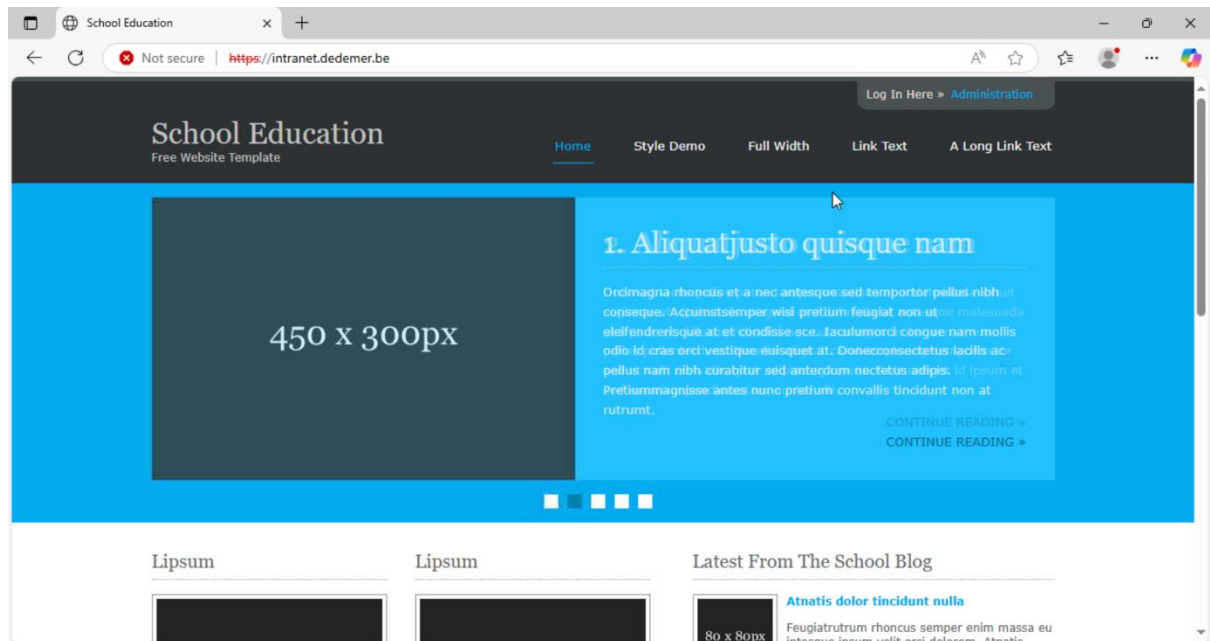 School Education
Not secure
https://intranet.dedemer.be
Log In Here » Administration
School Education
Free Website Template
Home
Style Demo
Full Width
Link Text
A Long Link Text
450 x 300px
1. Aliquatjusto quisque nam
Orcimagna rhoncus et a nec antesque sed temportor pellus nibh
conseque. Accumstsemper wisi pretium feugiat non ut
eleifendrerisque at et condisse sce. Iaculumorci congue nam mollis
odio id cras orci vestique euisquet at. Donecconsectetus lacilis ac
pellus nam nibh curabitur sed anterdum nectetus adipis.
Pretiummagnisse antes nunc pretium convallis tincidunt non at
rutrumt.
CONTINUE READING »
CONTINUE READING »
Lipsum
Lipsum
Latest From The School Blog
80 x 80px
Atnatis dolor tincidunt nulla
Feugiatrutrum rhoncus semper enim massa eu